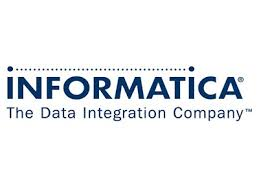 INFORMATICA®
The Data Integration Company™